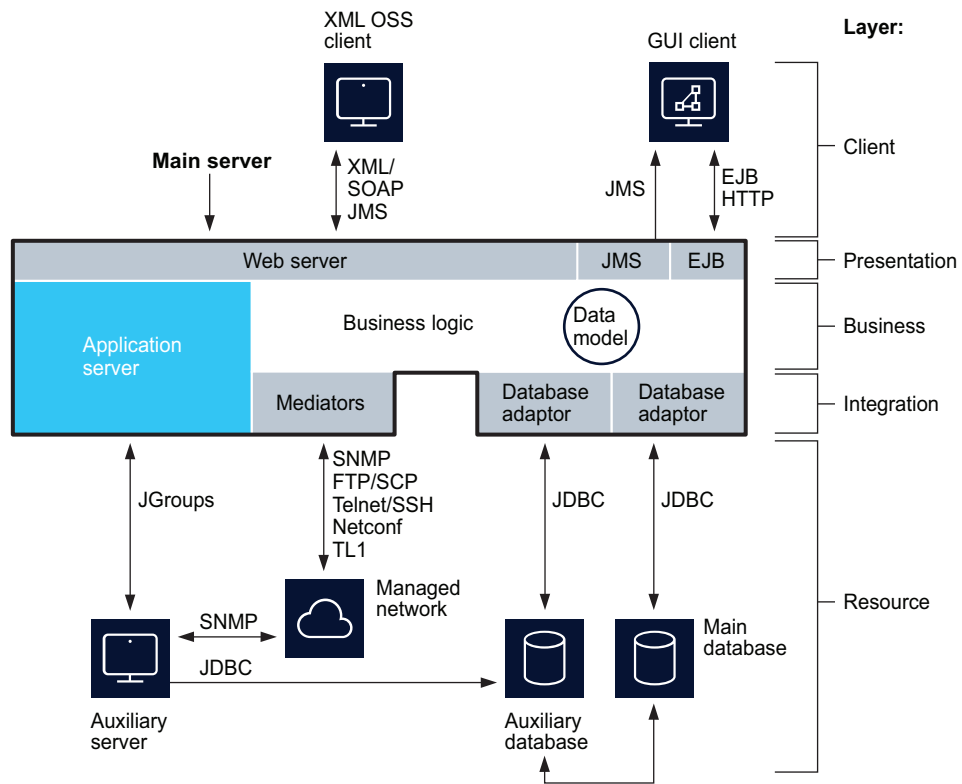 XML OSS
client
GUI client
Layer:
Client
Main server
XML/
SOAP
JMS
JMS
EJB
HTTP
Web server
JMS
EJB
Presentation
Application
server
Business logic
Data
model
Business
Mediators
Database
adaptor
Database
adaptor
Integration
JGroups
SNMP
FTP/SCP
Telnet/SSH
Netconf
TL1
JDBC
JDBC
Managed
network
Resource
SNMP
JDBC
Main
database
Auxiliary
server
Auxiliary
database